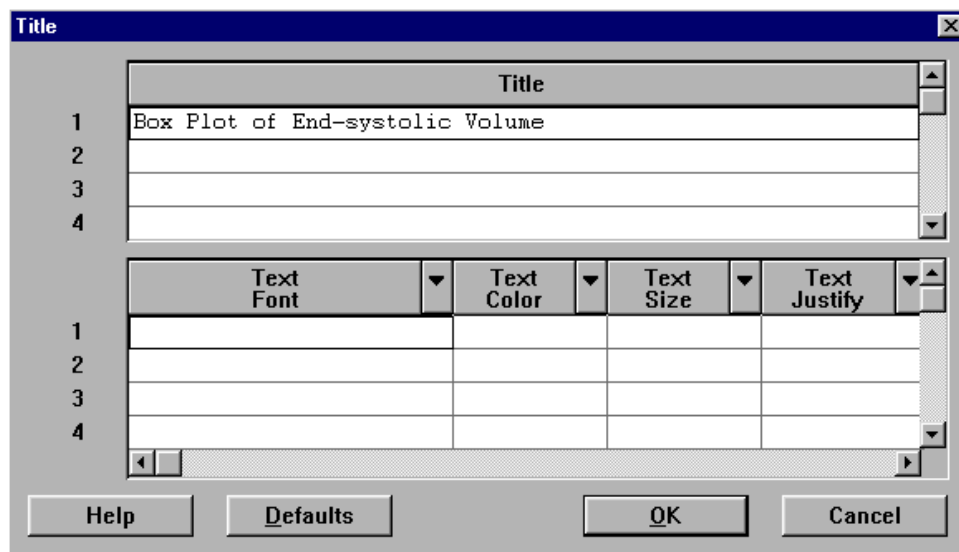 Title
Title
1 Box Plot of End-systolic Volume
2
3
4
Text Font Text Color Text Size Text Justify
1
2
3
4
Help Defaults OK Cancel